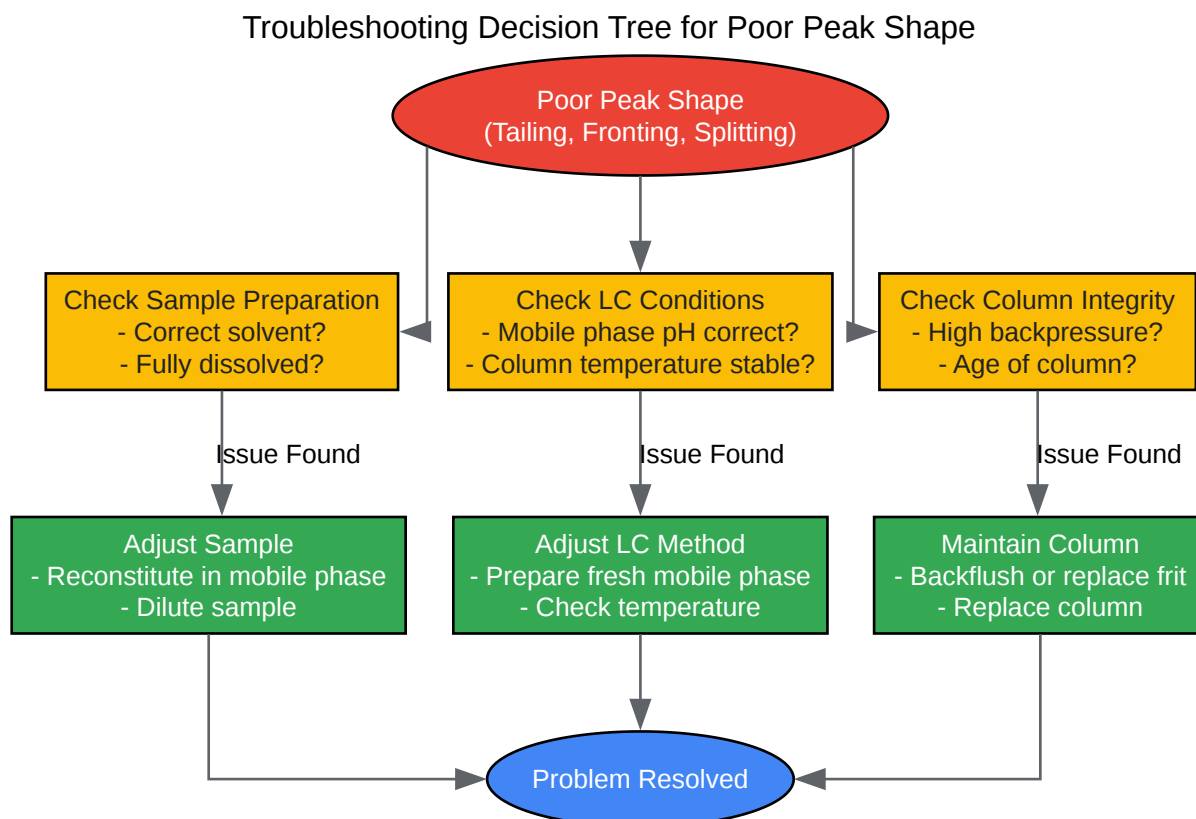 Troubleshooting Decision Tree for Poor Peak Shape
Poor Peak Shape
(Tailing, Fronting, Splitting)
Check Sample Preparation
- Correct solvent?
- Fully dissolved?
Check LC Conditions
- Mobile phase pH correct?
- Column temperature stable?
Check Column Integrity
- High backpressure?
- Age of column?
Issue Found
Issue Found
Issue Found
Adjust Sample
- Reconstitute in mobile phase
- Dilute sample
Adjust LC Method
- Prepare fresh mobile phase
- Check temperature
Maintain Column
- Backflush or replace frit
- Replace column
Problem Resolved